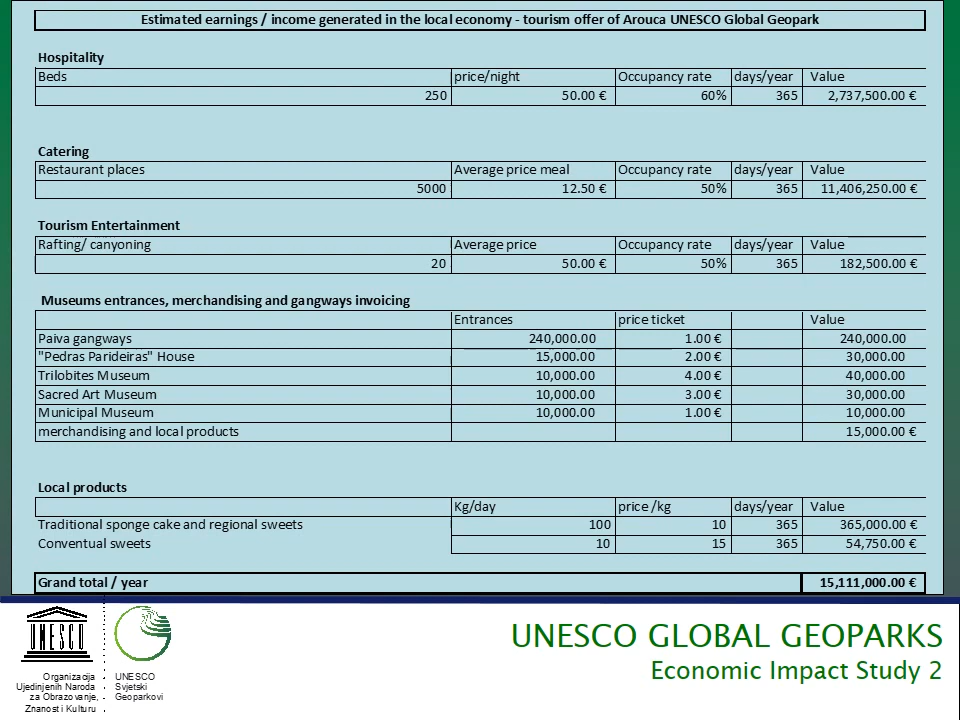 Estimated earnings / income generated in the local economy - tourism offer of Arouca UNESCO Global Geopark
Hospitality
Beds price/night Occupancy rate days/year Value
250 50.00 € 60% 365 2,737,500.00 €
Catering
Restaurant places Average price meal Occupancy rate days/year Value
5000 12.50 € 50% 365 11,406,250.00 €
Tourism Entertainment
Rafting/ canyoning Average price Occupancy rate days/year Value
20 50.00 € 50% 365 182,500.00 €
Museums entrances, merchandising and gangways invoicing
Entrances price ticket Value
Paiva gangways 240,000.00 1.00 € 240,000.00
"Pedras Parideiras" House 15,000.00 2.00 € 30,000.00
Trilobites Museum 10,000.00 4.00 € 40,000.00
Sacred Art Museum 10,000.00 3.00 € 30,000.00
Municipal Museum 10,000.00 1.00 € 10,000.00
merchandising and local products 15,000.00 €
Local products
Kg/day price /kg days/year Value
Traditional sponge cake and regional sweets 100 10 365 365,000.00 €
Conventual sweets 10 15 365 54,750.00 €
Grand total / year 15,111,000.00 €
UNESCO
Organizacija
Ujedinjenih Naroda
za Obrazovanje,
Znanost i Kulturu
UNESCO
Svjetski
Geoparkovi
UNESCO GLOBAL GEOPARKS
Economic Impact Study 2